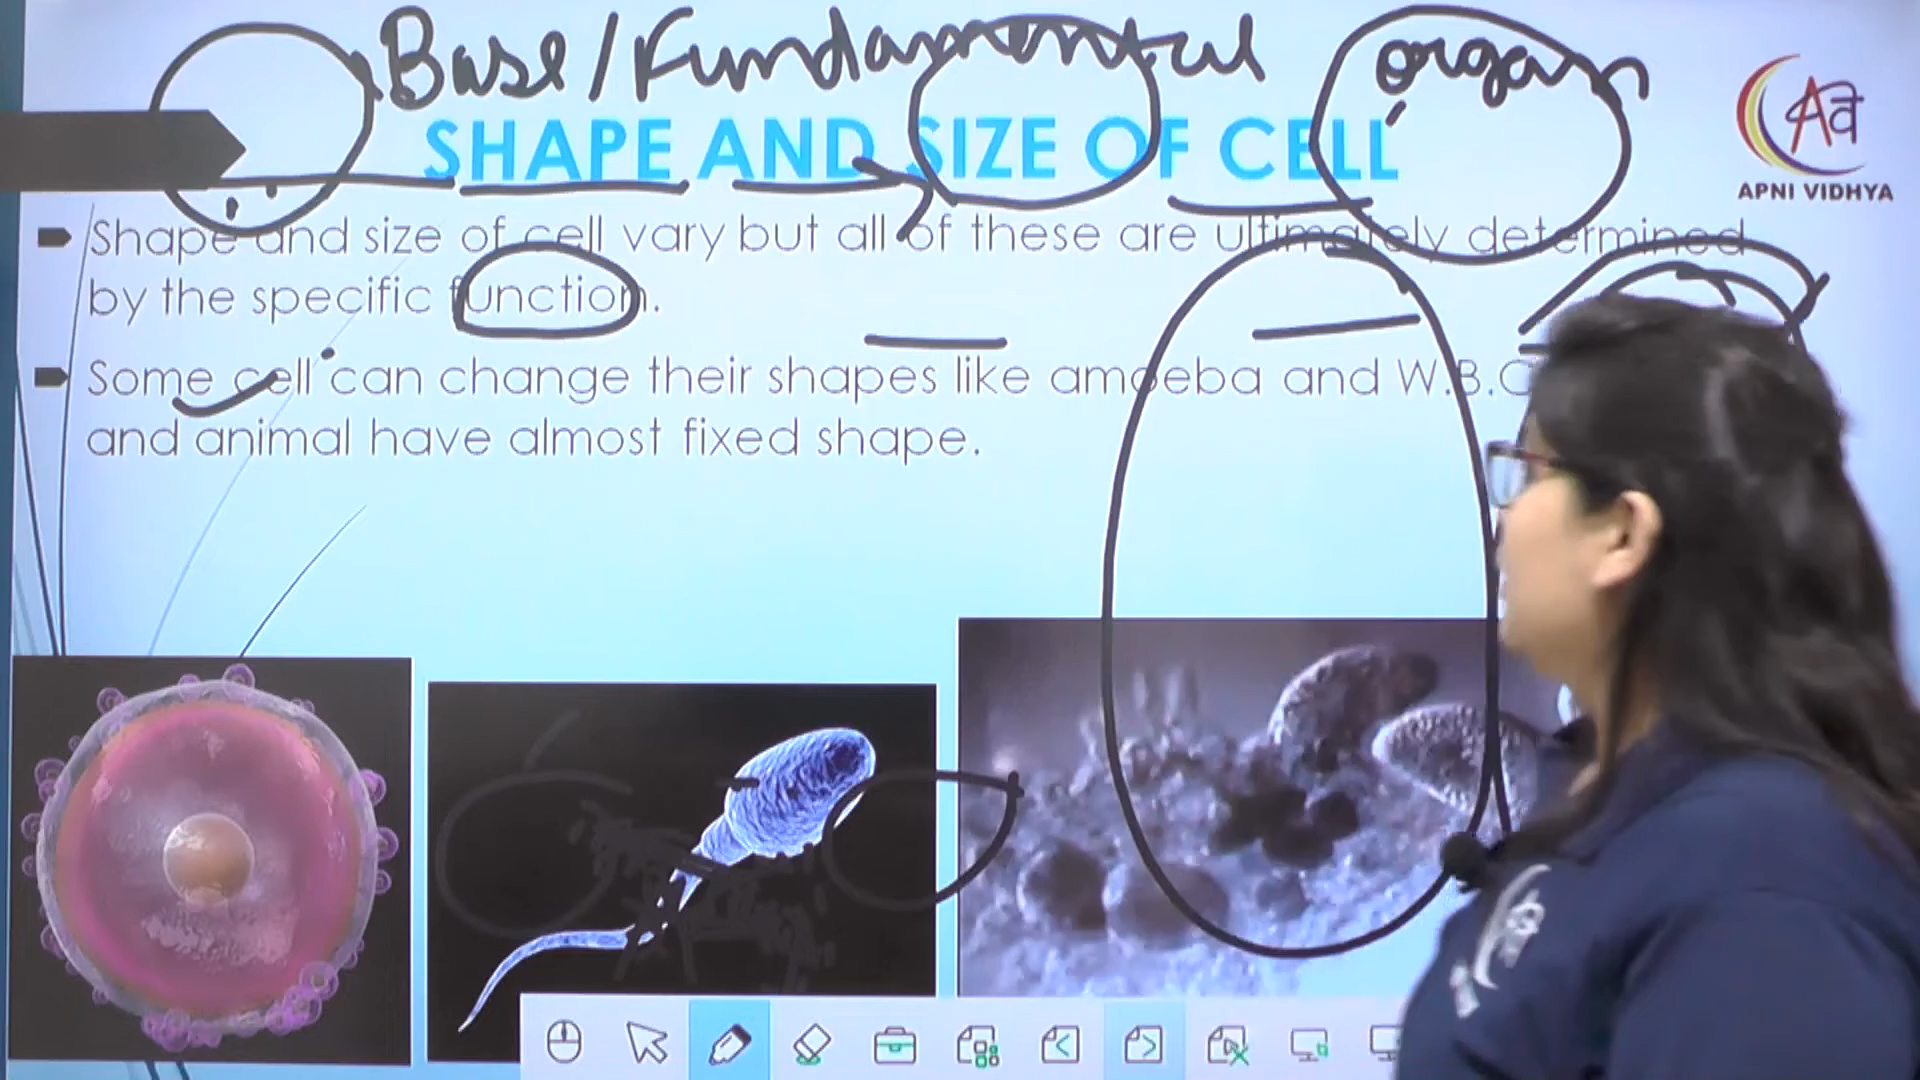 Base/Fundamental organ
SHAPE AND SIZE OF CELL
Aवि
APNI VIDHYA
Shape and size of cell vary but all of these are ultimately determined
by the specific function.
Some cell can change their shapes like amoeba and W.B.C
and animal have almost fixed shape.